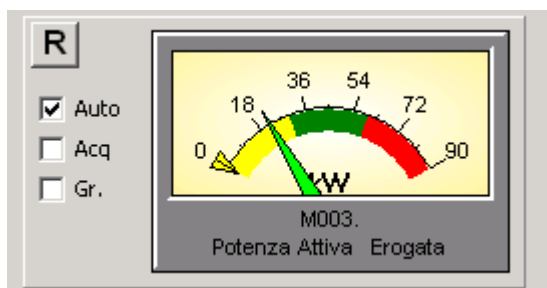 R
Auto
Acq
Gr.
0
18
36
54
72
90
kW
M003.
Potenza Attiva Erogata